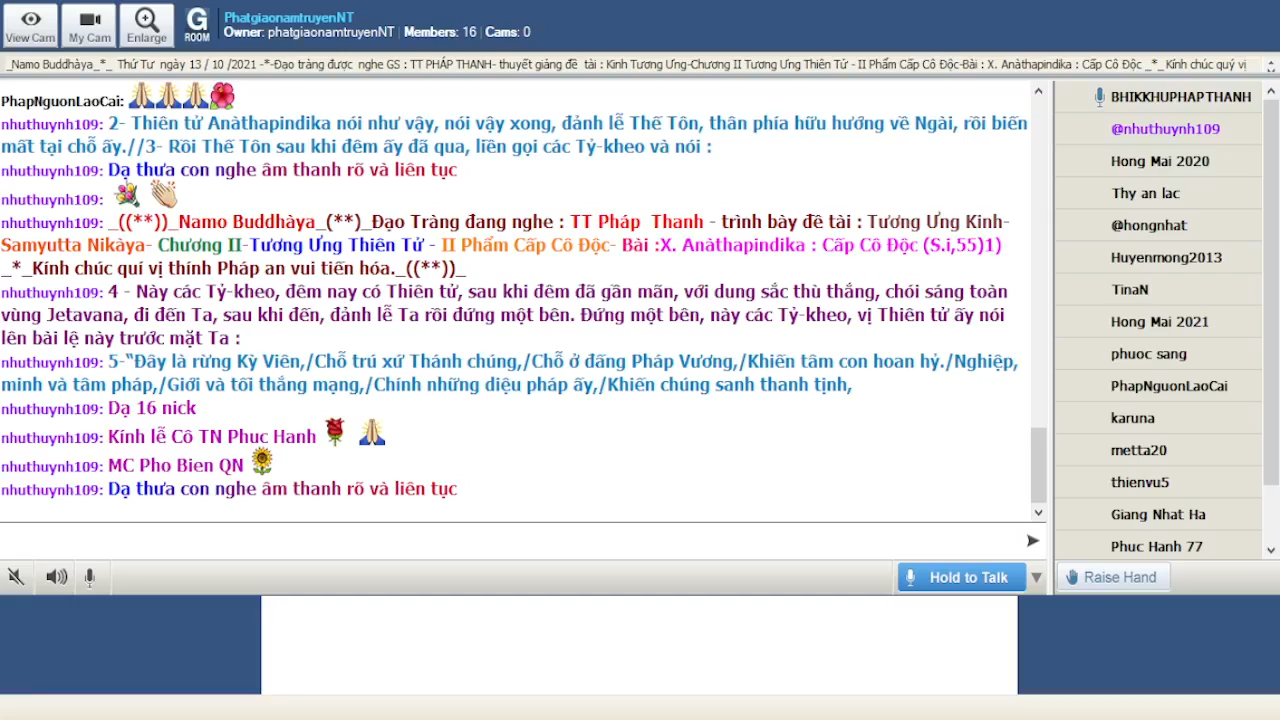 PhatgiaonamtruyenNT
Owner: phatgiaonamtruyenNT | Members: 16 | Cams: 0
View Cam
My Cam
Enlarge
G
ROOM
_Namo Buddhàya_*_ Thứ Tư ngày 13 / 10 /2021 -*-Đạo tràng được nghe GS : TT PHÁP THANH- thuyết giảng đề tài : Kinh Tương Ưng-Chương II Tương Ưng Thiên Tử - II Phẩm Cấp Cô Độc-Bài : X. Anàthapindika : Cấp Cô Độc _*_Kính chúc quý vị
PhapNguonLaoCai:
nhuthuynh109: 2- Thiên tử Anàthapindika nói như vậy, nói vậy xong, đảnh lễ Thế Tôn, thân phía hữu hướng về Ngài, rồi biến
mất tại chỗ ấy.//3- Rồi Thế Tôn sau khi đêm ấy đã qua, liền gọi các Tỷ-kheo và nói :
nhuthuynh109: Dạ thưa con nghe âm thanh rõ và liên tục
nhuthuynh109:
nhuthuynh109: _((**))_Namo Buddhàya_(**)_Đạo Tràng đang nghe : TT Pháp Thanh - trình bày đề tài : Tương Ưng Kinh-
Samyutta Nikàya- Chương II-Tương Ưng Thiên Tử - II Phẩm Cấp Cô Độc- Bài :X. Anàthapindika : Cấp Cô Độc (S.i,55)1)
_*_Kính chúc quí vị thính Pháp an vui tiến hóa._((**))_
nhuthuynh109: 4 - Này các Tỷ-kheo, đêm nay có Thiên tử, sau khi đêm đã gần mãn, với dung sắc thù thắng, chói sáng toàn
vùng Jetavana, đi đến Ta, sau khi đến, đảnh lễ Ta rồi đứng một bên. Đứng một bên, này các Tỷ-kheo, vị Thiên tử ấy nói
lên bài lệ này trước mặt Ta :
nhuthuynh109: 5-“Đây là rừng Kỳ Viên,/Chỗ trú xứ Thánh chúng,/Chỗ ở đấng Pháp Vương,/Khiến tâm con hoan hỷ./Nghiệp,
minh và tâm pháp,/Giới và tối thắng mạng,/Chính những diệu pháp ấy,/Khiến chúng sanh thanh tịnh,
nhuthuynh109: Dạ 16 nick
nhuthuynh109: Kính lễ Cô TN Phuc Hanh
nhuthuynh109: MC Pho Bien QN
nhuthuynh109: Dạ thưa con nghe âm thanh rõ và liên tục
Hold to Talk
BHIKKHUPHAPTHANH
@nhuthuynh109
Hong Mai 2020
Thy an lac
@hongnhat
Huyenmong2013
TinaN
Hong Mai 2021
phuoc sang
PhapNguonLaoCai
karuna
metta20
thienvu5
Giang Nhat Ha
Phuc Hanh 77
Raise Hand